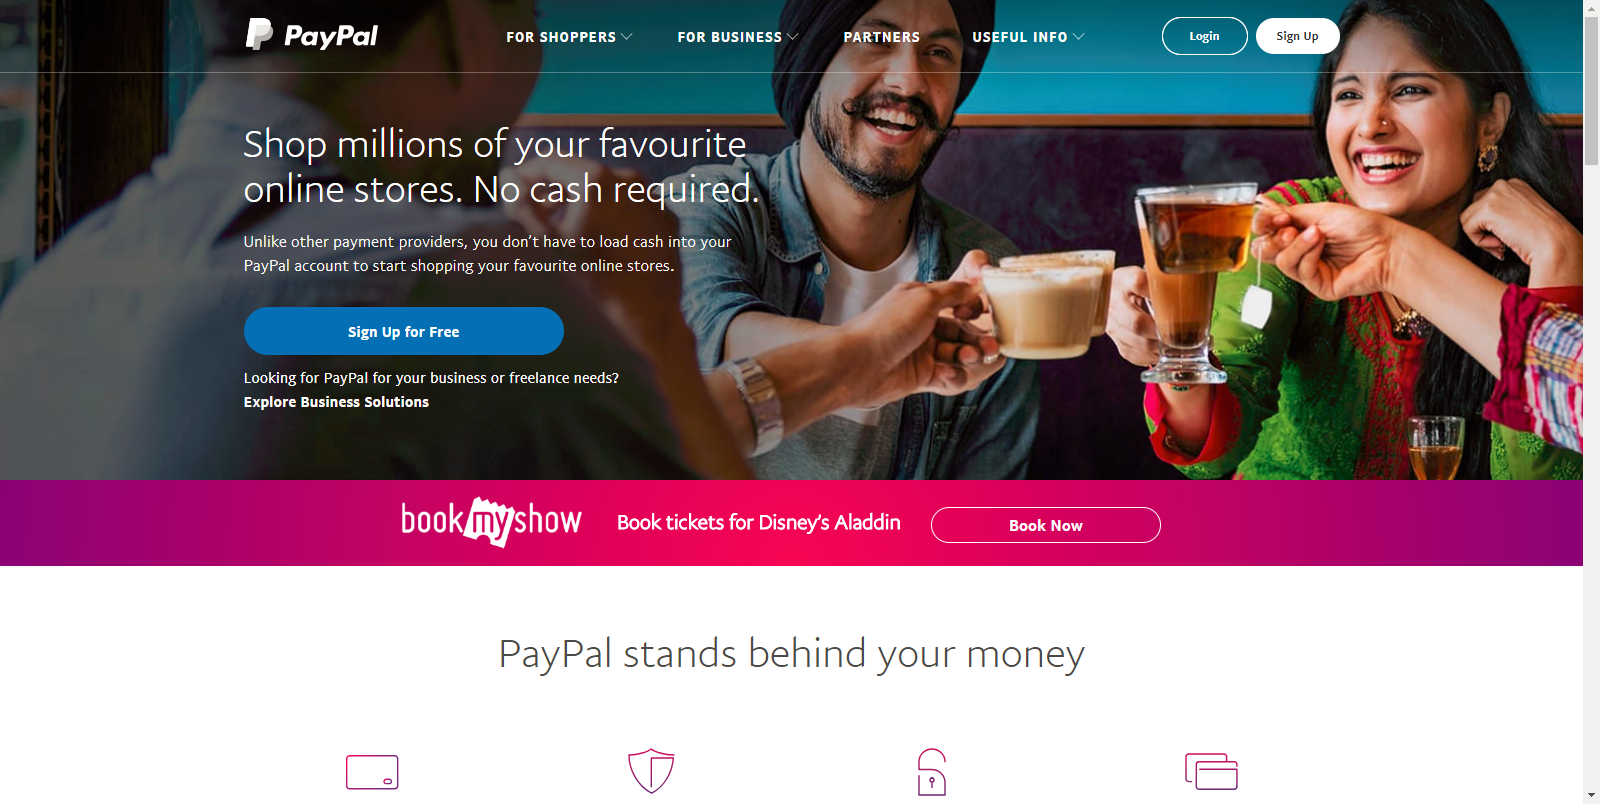 PayPal
FOR SHOPPERS
FOR BUSINESS
PARTNERS
USEFUL INFO
Login
Sign Up
Shop millions of your favourite
online stores. No cash required.
Unlike other payment providers, you don’t have to load cash into your
PayPal account to start shopping your favourite online stores.
Sign Up for Free
Looking for PayPal for your business or freelance needs?
Explore Business Solutions
bookmyshow
Book tickets for Disney’s Aladdin
Book Now
PayPal stands behind your money